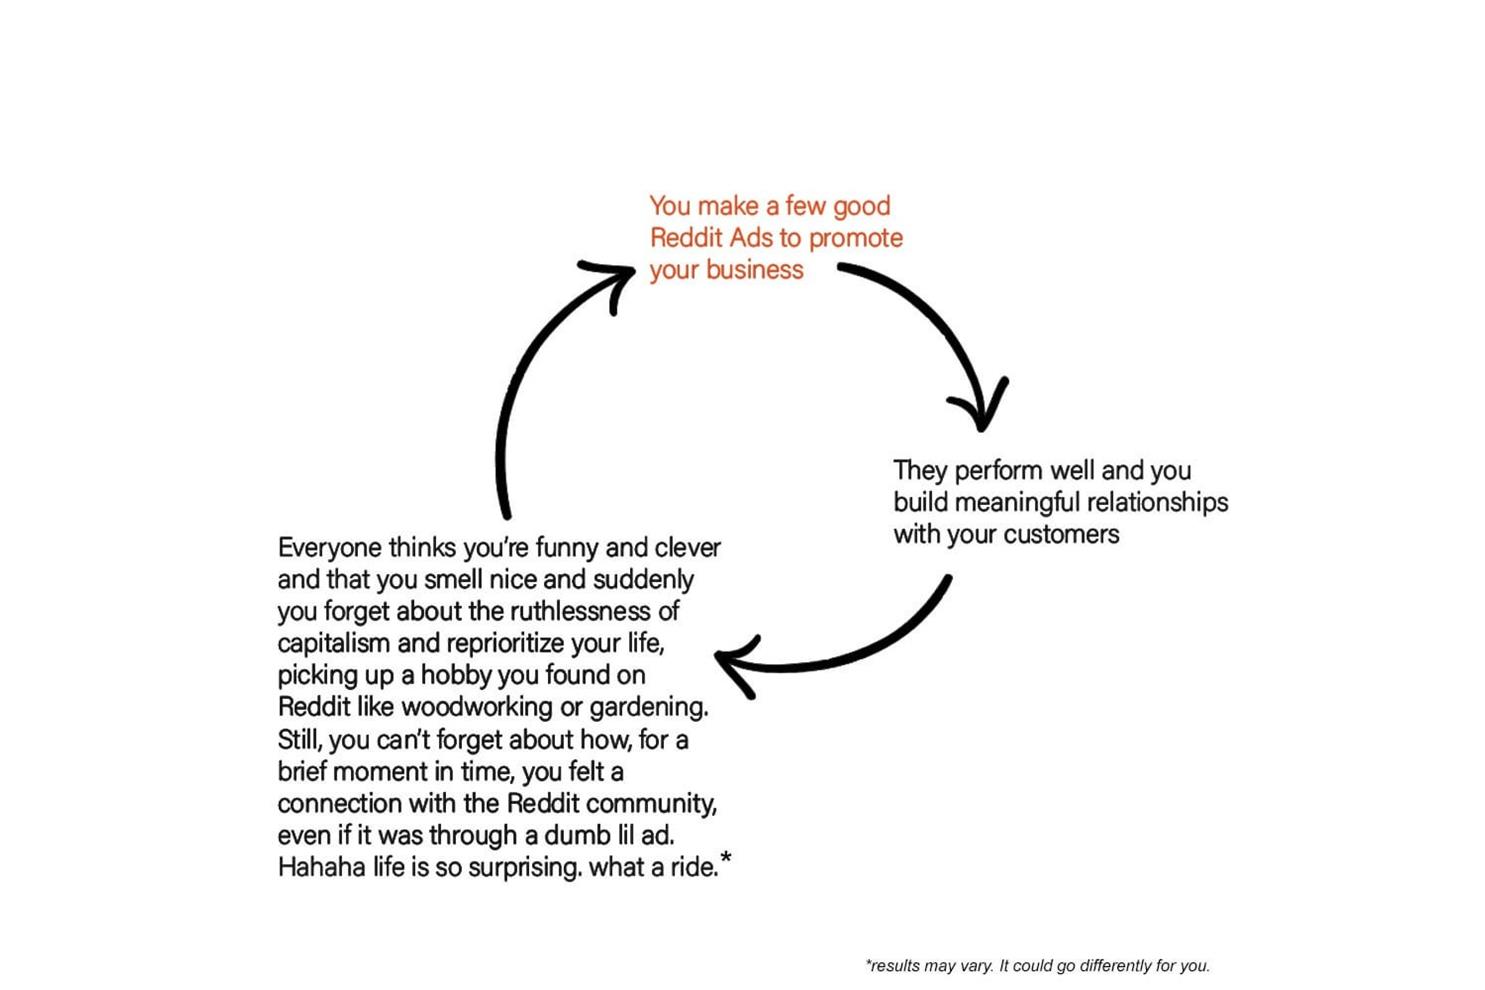 You make a few good
Reddit Ads to promote
your business
They perform well and you
build meaningful relationships
with your customers
Everyone thinks you're funny and clever
and that you smell nice and suddenly
you forget about the ruthlessness of
capitalism and reprioritize your life,
picking up a hobby you found on
Reddit like woodworking or gardening.
Still, you can't forget about how, for a
brief moment in time, you felt a
connection with the Reddit community,
even if it was through a dumb lil ad.
Hahaha life is so surprising. what a ride.*
*results may vary. It could go differently for you.